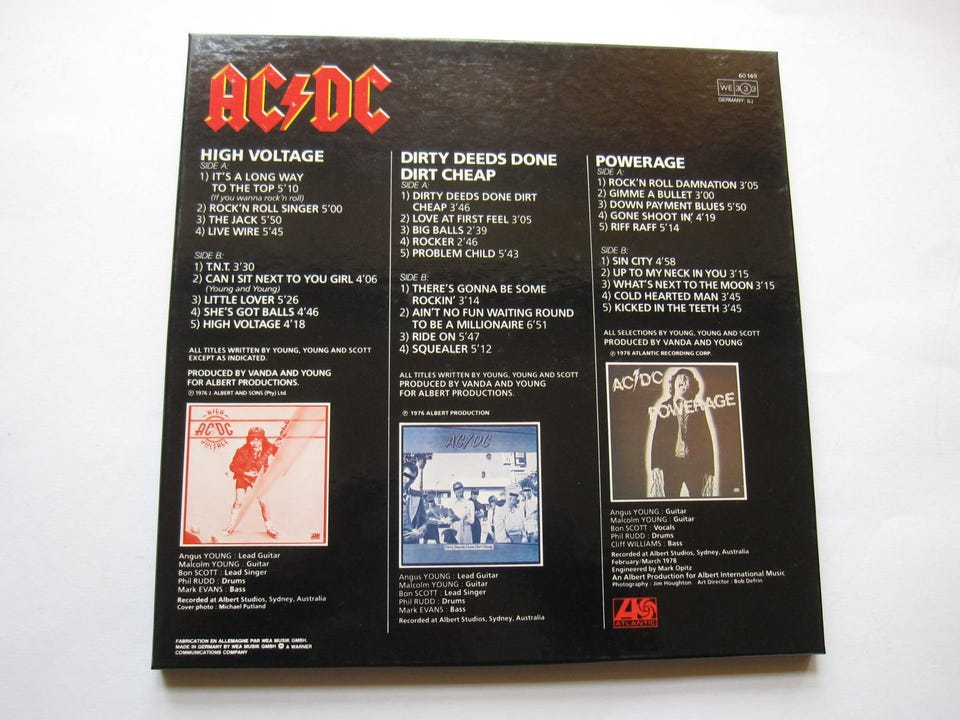 AC/DC
60 149
WE 333
GERMANY: (L)
HIGH VOLTAGE
SIDE A:
1) IT'S A LONG WAY
TO THE TOP 5'10
(If you wanna rock'n roll)
2) ROCK'N ROLL SINGER 5'00
3) THE JACK 5'50
4) LIVE WIRE 5'45
SIDE B:
1) T.N.T. 3'30
2) CAN I SIT NEXT TO YOU GIRL 4'06
(Young and Young)
3) LITTLE LOVER 5'26
4) SHE'S GOT BALLS 4'46
5) HIGH VOLTAGE 4'18
ALL TITLES WRITTEN BY YOUNG, YOUNG AND SCOTT
EXCEPT AS INDICATED.
PRODUCED BY VANDA AND YOUNG
FOR ALBERT PRODUCTIONS.
Ⓟ 1976 J. ALBERT AND SONS (Pty) Ltd.
HIGH
AC/DC
VOLTAGE
Angus YOUNG : Lead Guitar
Malcolm YOUNG : Guitar
Bon SCOTT : Lead Singer
Phil RUDD : Drums
Mark EVANS : Bass
Recorded at Albert Studios, Sydney, Australia
Cover photo : Michael Putland
FABRICATION EN ALLEMAGNE PAR WEA MUSIK GMBH.
MADE IN GERMANY BY WEA MUSIK GMBH A WARNER
COMMUNICATIONS COMPANY
DIRTY DEEDS DONE
DIRT CHEAP
SIDE A:
1) DIRTY DEEDS DONE DIRT
CHEAP 3'46
2) LOVE AT FIRST FEEL 3'05
3) BIG BALLS 2'39
4) ROCKER 2'46
5) PROBLEM CHILD 5'43
SIDE B:
1) THERE'S GONNA BE SOME
ROCKIN' 3'14
2) AIN'T NO FUN WAITING ROUND
TO BE A MILLIONAIRE 6'51
3) RIDE ON 5'47
4) SQUEALER 5'12
ALL TITLES WRITTEN BY YOUNG, YOUNG AND SCOTT
PRODUCED BY VANDA AND YOUNG
FOR ALBERT PRODUCTIONS.
Ⓟ 1976 ALBERT PRODUCTION
AC/DC
Dirty Deeds Done Dirt Cheap
Angus YOUNG : Lead Guitar
Malcolm YOUNG : Guitar
Bon SCOTT : Lead Singer
Phil RUDD : Drums
Mark EVANS : Bass
Recorded at Albert Studios, Sydney, Australia
POWERAGE
SIDE A:
1) ROCK'N ROLL DAMNATION 3'05
2) GIMME A BULLET 3'00
3) DOWN PAYMENT BLUES 5'50
4) GONE SHOOT IN' 4'19
5) RIFF RAFF 5'14
SIDE B:
1) SIN CITY 4'58
2) UP TO MY NECK IN YOU 3'15
3) WHAT'S NEXT TO THE MOON 3'15
4) COLD HEARTED MAN 3'45
5) KICKED IN THE TEETH 3'45
ALL SELECTIONS BY YOUNG, YOUNG AND SCOTT
PRODUCED BY VANDA AND YOUNG
Ⓟ 1978 ATLANTIC RECORDING CORP.
AC/DC
POWERAGE
Angus YOUNG : Guitar
Malcolm YOUNG : Guitar
Bon SCOTT : Vocals
Phil RUDD : Drums
Cliff WILLIAMS : Bass
Recorded at Albert Studios, Sydney, Australia
February/March 1978
Engineered by Mark Opitz
An Albert Production for Albert International Music
Photography : Jim Houghton Art Director : Bob Defrin
ATLANTIC